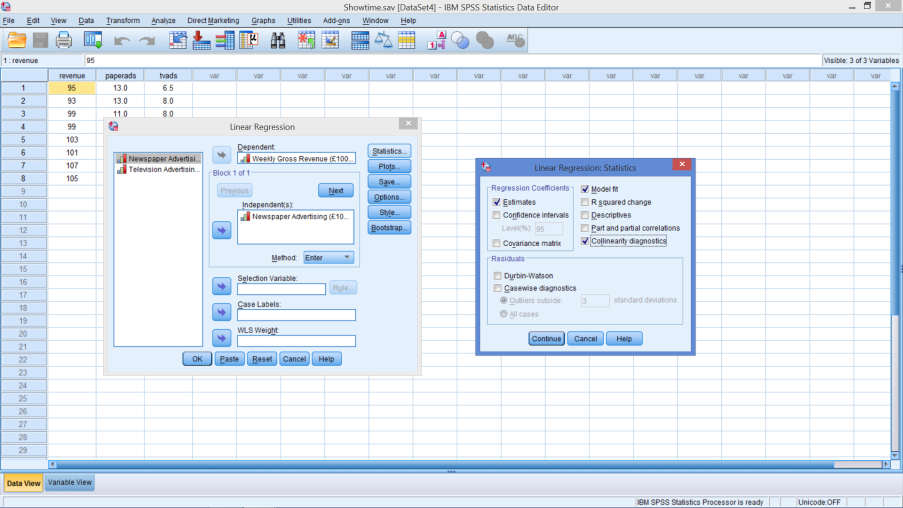 Showtime.sav [DataSet4] - IBM SPSS Statistics Data Editor
File Edit View Data Transform Analyze Direct Marketing Graphs Utilities Add-ons Window Help
1 : revenue 95 Visible: 3 of 3 Variables
revenue paperads tvads var var var var var var var var var var var var var var var var
1 95 13.0 6.5
2 93 13.0 8.0
3 99 11.0 8.0
4 99
5 103
6 101
7 107
8 105
9
10
11
12
13
14
15
16
17
18
19
20
21
22
23
24
25
26
27
28
29
Linear Regression
Newspaper Advertisi...
Television Advertisin...
Dependent:
Weekly Gross Revenue (£100...
Block 1 of 1
Previous Next
Independent(s):
Newspaper Advertising (£10...
Method: Enter
Selection Variable:
Rule...
Case Labels:
WLS Weight:
Statistics...
Plots...
Save...
Options...
Style...
Bootstrap...
OK Paste Reset Cancel Help
Linear Regression: Statistics
Regression Coefficients
Estimates
Confidence intervals
Level(%): 95
Covariance matrix
Model fit
R squared change
Descriptives
Part and partial correlations
Collinearity diagnostics
Residuals
Durbin-Watson
Casewise diagnostics
Outliers outside: 3 standard deviations
All cases
Continue Cancel Help
Data View Variable View
IBM SPSS Statistics Processor is ready Unicode:OFF